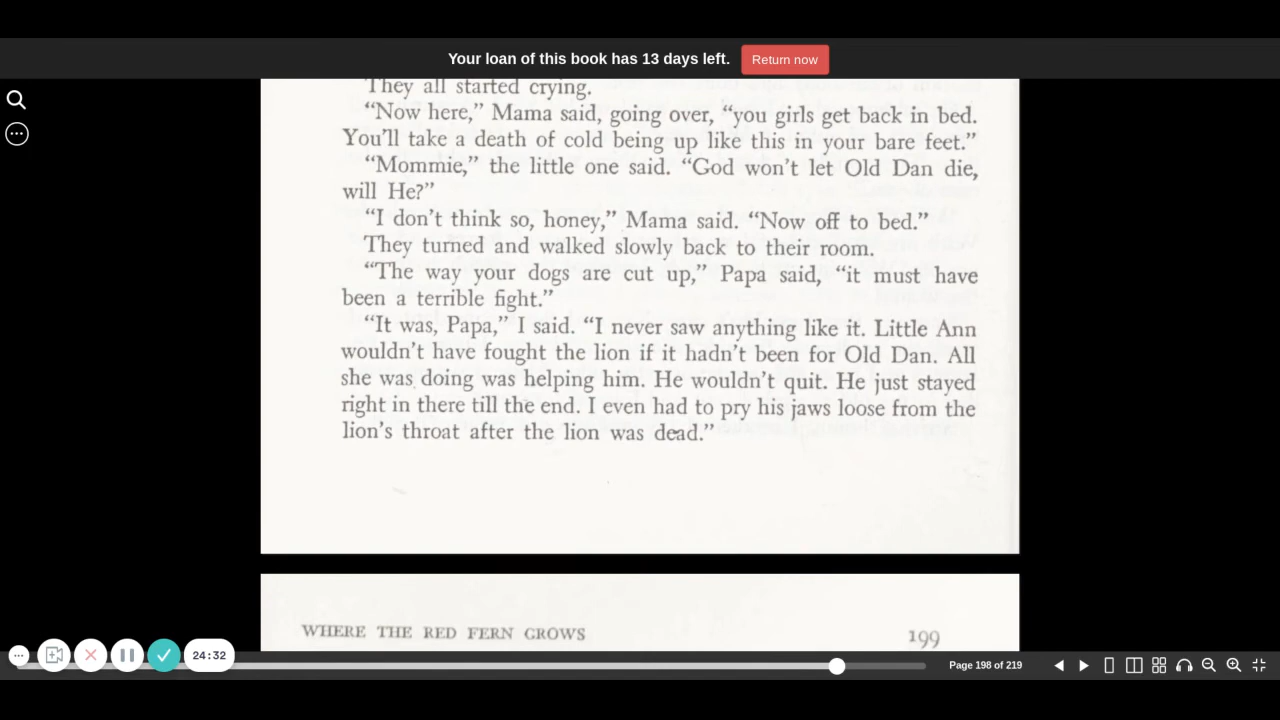 Your loan of this book has 13 days left. Return now
They all started crying.
“Now here,” Mama said, going over, “you girls get back in bed.
You’ll take a death of cold being up like this in your bare feet.”
“Mommie,” the little one said. “God won’t let Old Dan die,
will He?”
“I don’t think so, honey,” Mama said. “Now off to bed.”
They turned and walked slowly back to their room.
“The way your dogs are cut up,” Papa said, “it must have
been a terrible fight.”
“It was, Papa,” I said. “I never saw anything like it. Little Ann
wouldn’t have fought the lion if it hadn’t been for Old Dan. All
she was doing was helping him. He wouldn’t quit. He just stayed
right in there till the end. I even had to pry his jaws loose from the
lion’s throat after the lion was dead.”
WHERE THE RED FERN GROWS 199
24:32
Page 198 of 219